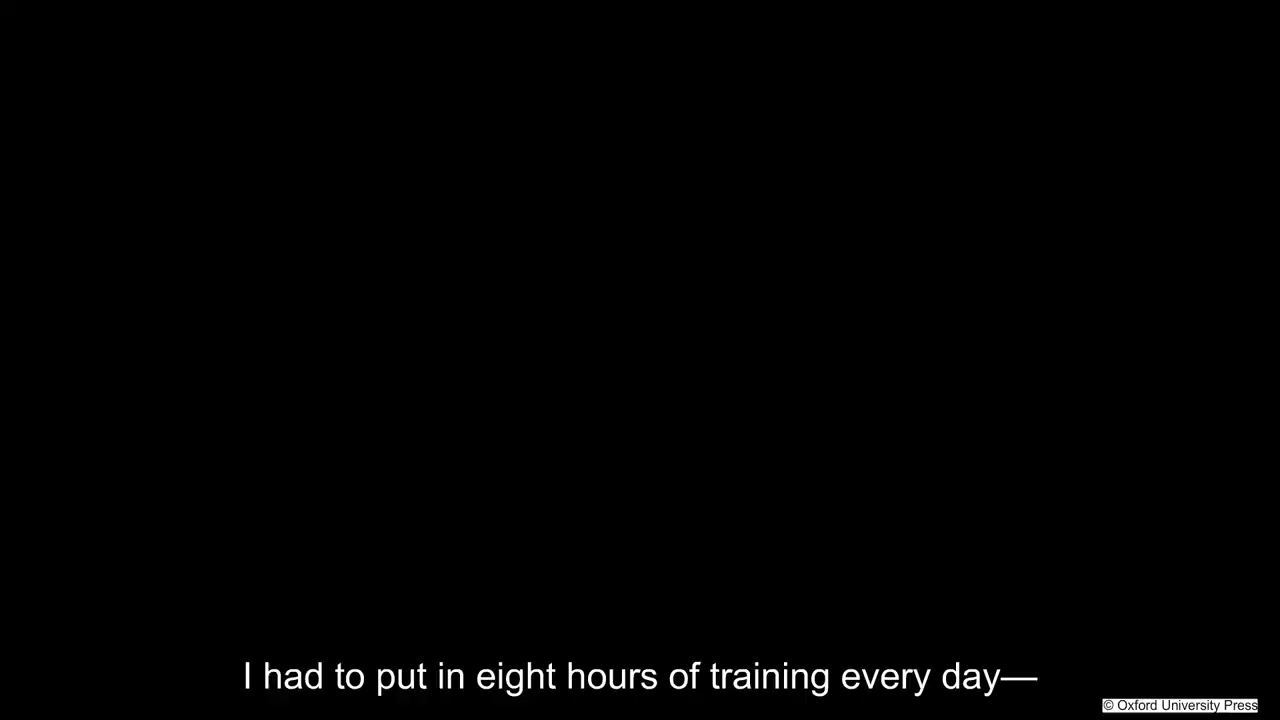 I had to put in eight hours of training every day—
© Oxford University Press